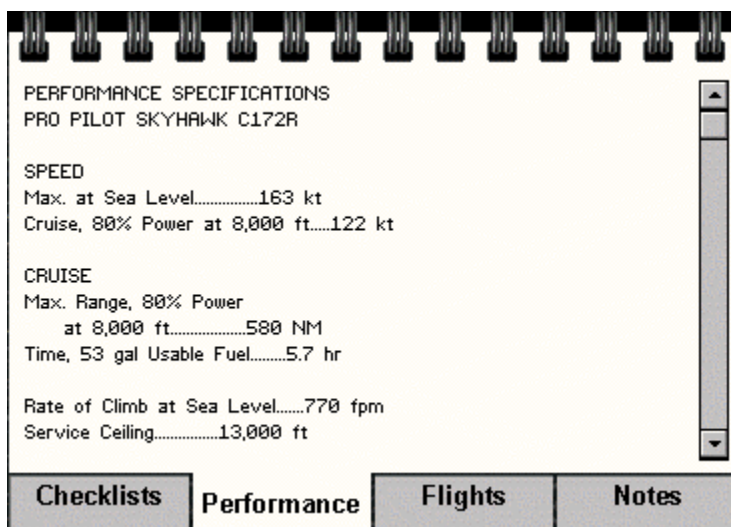 PERFORMANCE SPECIFICATIONS
PRO PILOT SKYHAWK C172R
SPEED
Max. at Sea Level..............163 kt
Cruise, 80% Power at 8,000 ft....122 kt
CRUISE
Max. Range, 80% Power
at 8,000 ft.................580 NM
Time, 53 gal Usable Fuel........5.7 hr
Rate of Climb at Sea Level......770 fpm
Service Ceiling..............13,000 ft
Checklists
Performance
Flights
Notes